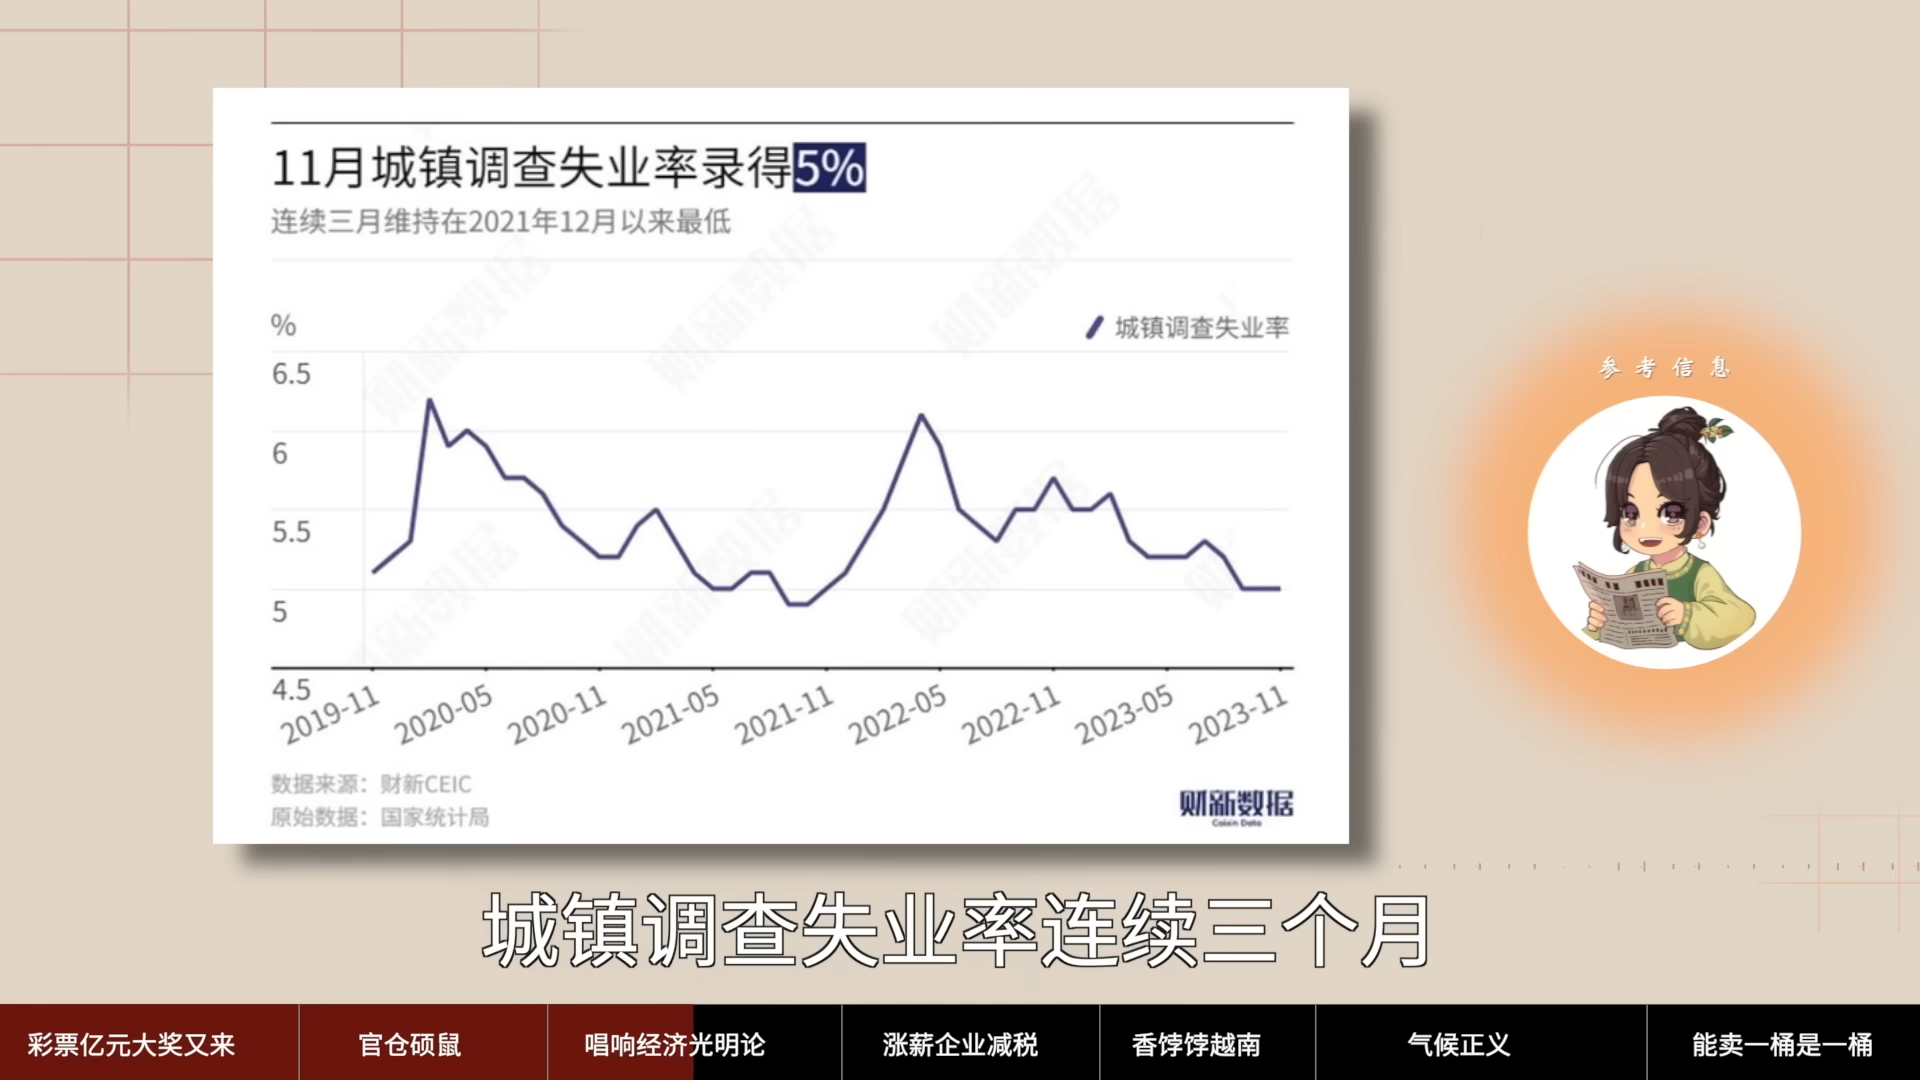 11月城镇调查失业率录得5%
连续三月维持在2021年12月以来最低
%
城镇调查失业率
6.5
6
5.5
5
4.5
2019-11
2020-05
2020-11
2021-05
2021-11
2022-05
2022-11
2023-05
2023-11
数据来源：财新CEIC
原始数据：国家统计局
财新数据
Caixin Data
参考信息
城镇调查失业率连续三个月
彩票亿元大奖又来
官仓硕鼠
唱响经济光明论
涨薪企业减税
香饽饽越南
气候正义
能卖一桶是一桶